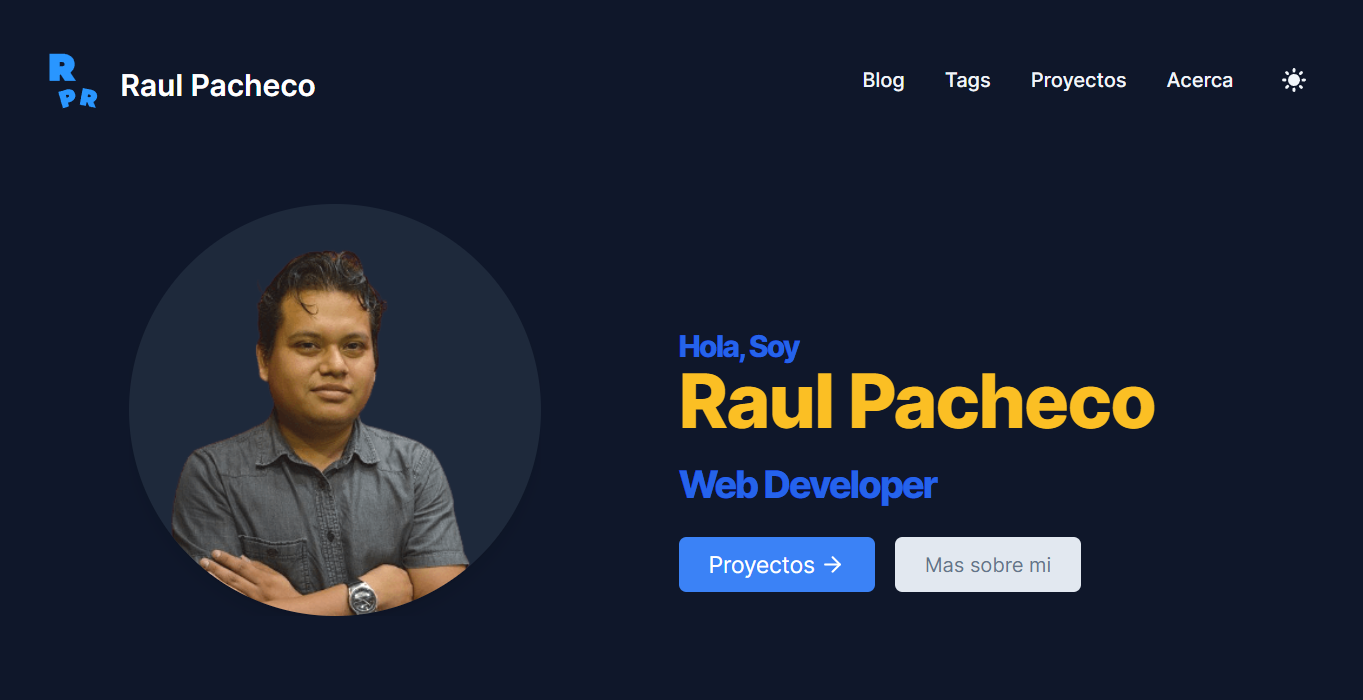 R
PR
Raul Pacheco
Blog Tags Proyectos Acerca
Hola, Soy
Raul Pacheco
Web Developer
Proyectos →
Mas sobre mi